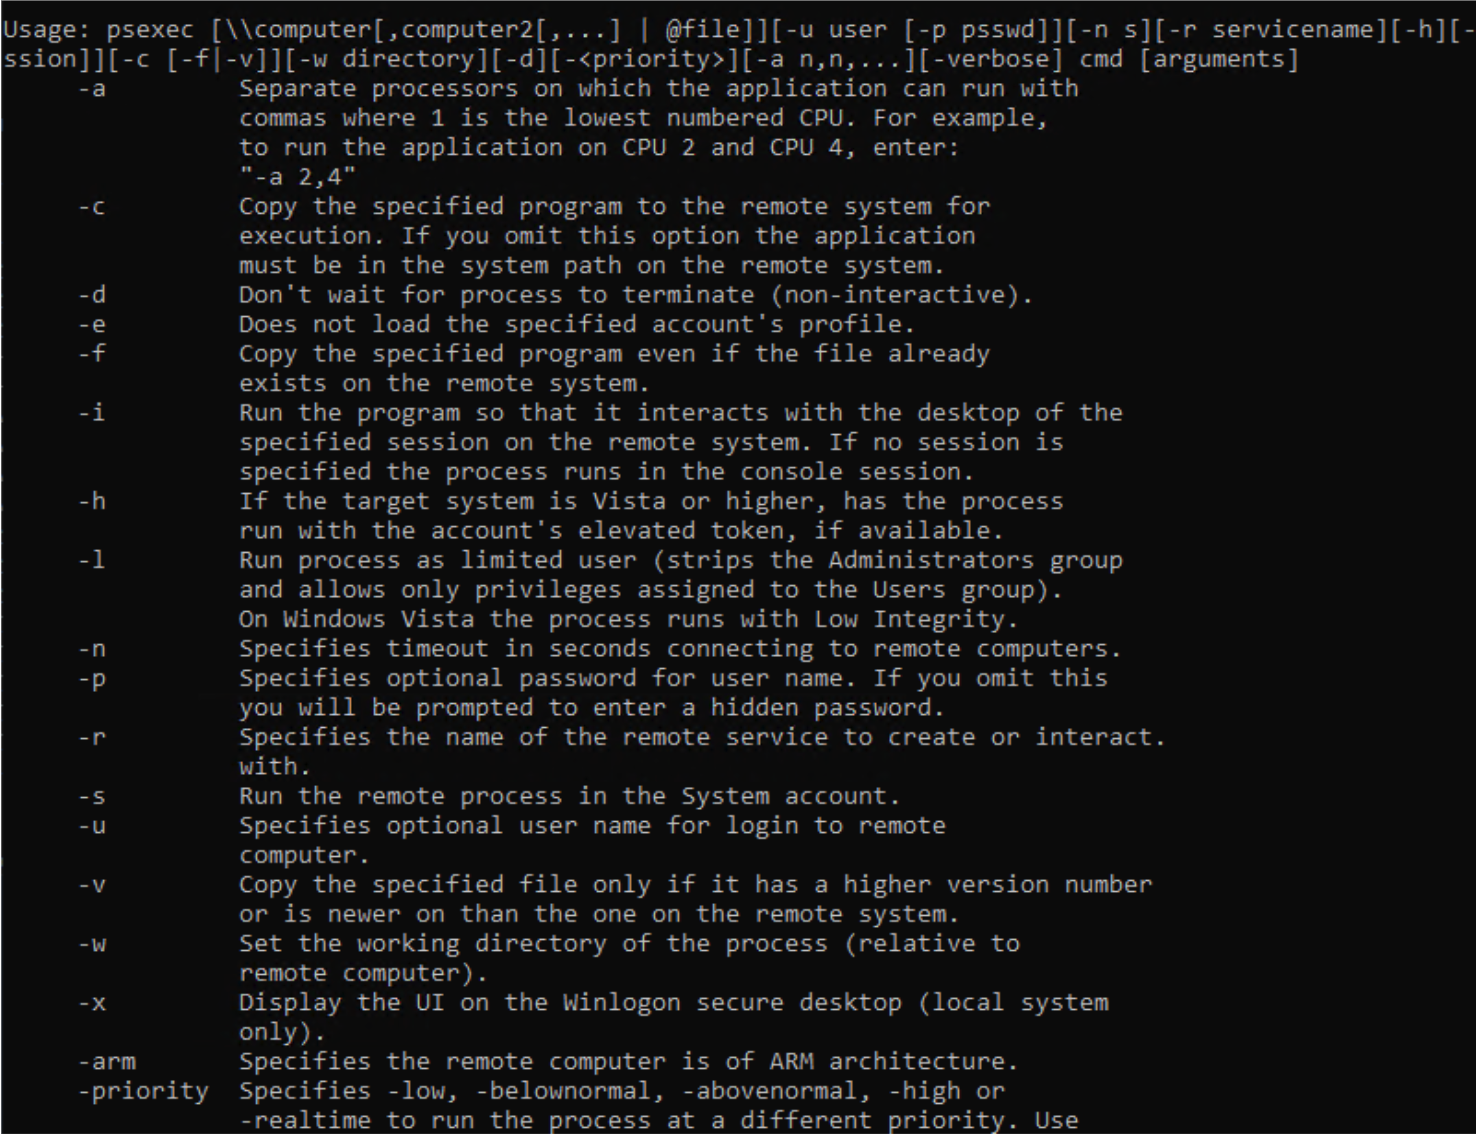 Usage: psexec [\\computer[,computer2[,...] | @file]][-u user [-p psswd]][-n s][-r servicename][-h][-
ssion]][-c [-f|-v]][-w directory][-d][-<priority>][-a n,n,...][-verbose] cmd [arguments]
-a Separate processors on which the application can run with
commas where 1 is the lowest numbered CPU. For example,
to run the application on CPU 2 and CPU 4, enter:
"-a 2,4"
-c Copy the specified program to the remote system for
execution. If you omit this option the application
must be in the system path on the remote system.
-d Don't wait for process to terminate (non-interactive).
-e Does not load the specified account's profile.
-f Copy the specified program even if the file already
exists on the remote system.
-i Run the program so that it interacts with the desktop of the
specified session on the remote system. If no session is
specified the process runs in the console session.
-h If the target system is Vista or higher, has the process
run with the account's elevated token, if available.
-l Run process as limited user (strips the Administrators group
and allows only privileges assigned to the Users group).
On Windows Vista the process runs with Low Integrity.
-n Specifies timeout in seconds connecting to remote computers.
-p Specifies optional password for user name. If you omit this
you will be prompted to enter a hidden password.
-r Specifies the name of the remote service to create or interact.
with.
-s Run the remote process in the System account.
-u Specifies optional user name for login to remote
computer.
-v Copy the specified file only if it has a higher version number
or is newer on than the one on the remote system.
-w Set the working directory of the process (relative to
remote computer).
-x Display the UI on the Winlogon secure desktop (local system
only).
-arm Specifies the remote computer is of ARM architecture.
-priority Specifies -low, -belownormal, -abovenormal, -high or
-realtime to run the process at a different priority. Use